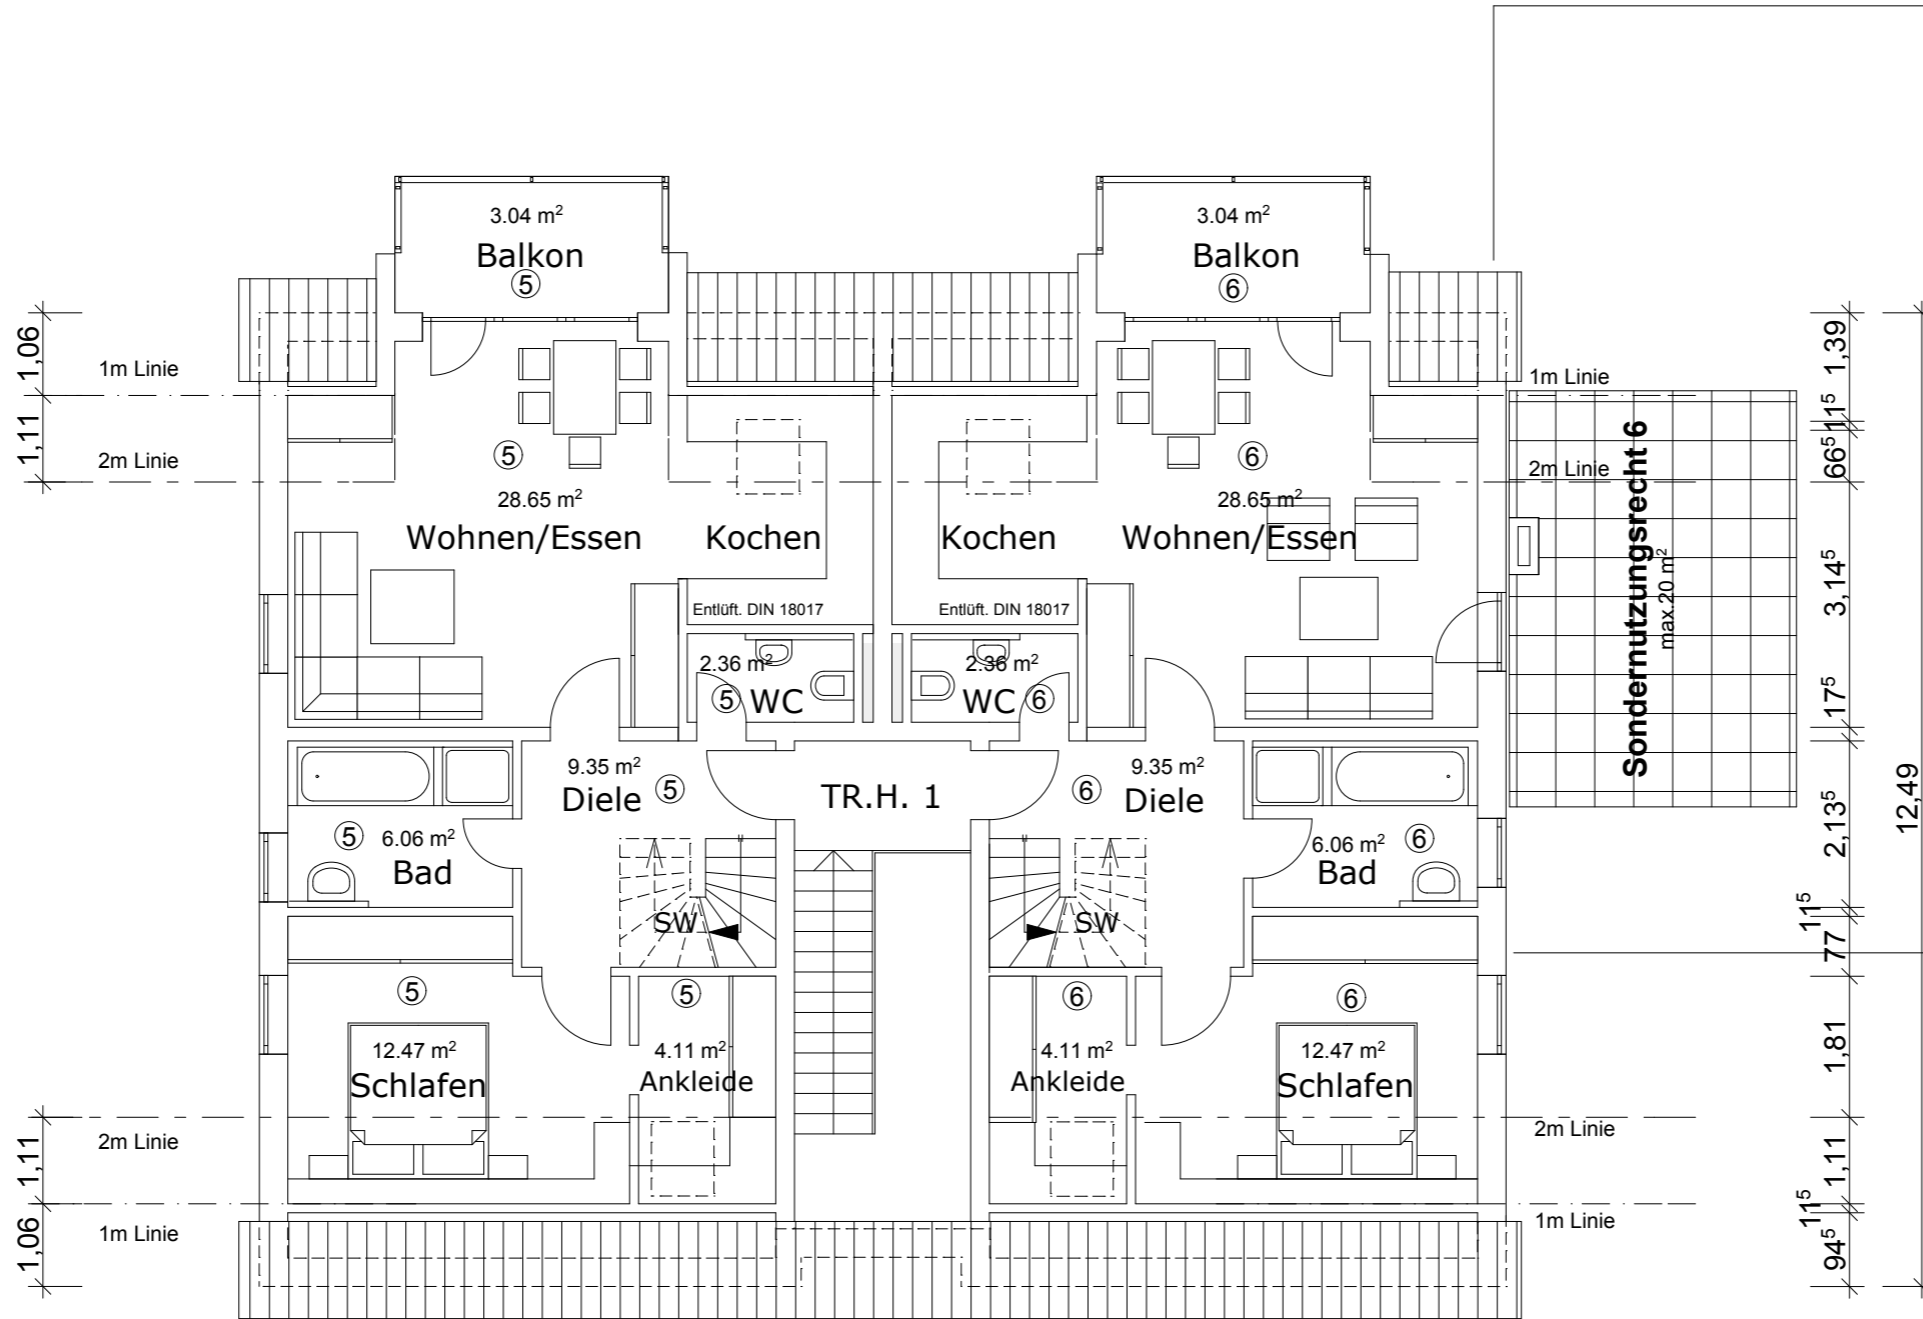 3.04 m²
Balkon
5
3.04 m²
Balkon
6
1,06
1,11
1m Linie
2m Linie
5
28.65 m²
Wohnen/Essen
Kochen
Kochen
6
28.65 m²
Wohnen/Essen
1m Linie
2m Linie
Sondernutzungsrecht 6
max.20 m²
Entlüft. DIN 18017
Entlüft. DIN 18017
2.36 m²
5 WC
2.36 m²
WC 6
9.35 m²
Diele 5
TR.H. 1
9.35 m²
6 Diele
5 6.06 m²
Bad
6.06 m² 6
Bad
SW
SW
5
12.47 m²
Schlafen
5
4.11 m²
Ankleide
6
4.11 m²
Ankleide
6
12.47 m²
Schlafen
2m Linie
1m Linie
2m Linie
1m Linie
1,11
1,06
1,39
11⁵
66⁵
3,14⁵
17⁵
2,13⁵
11⁵
77
1,81
1,11
11⁵
94⁵
12,49